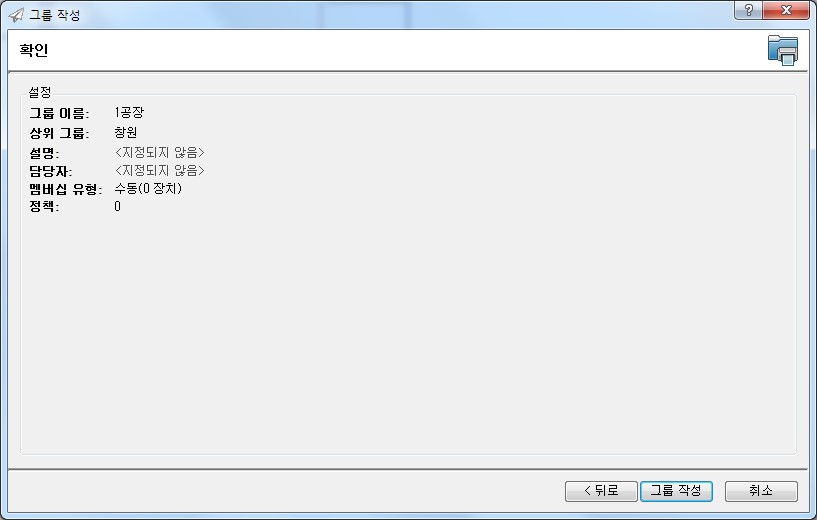 그룹 작성
?
확인
설정
그룹 이름: 1공장
상위 그룹: 창원
설명: <지정되지 않음>
담당자: <지정되지 않음>
멤버십 유형: 수동(0 장치)
정책: 0
< 뒤로 그룹 작성 취소